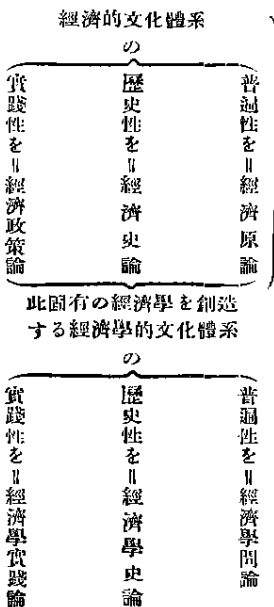 經濟的文化體系
の
普遍性を＝經濟原論
歷史性を＝經濟史論
實踐性を＝經濟政策論
此固有の經濟學を創造
する經濟學的文化體系
の
普遍性を＝經濟學問論
歷史性を＝經濟學史論
實踐性を＝經濟學實踐論